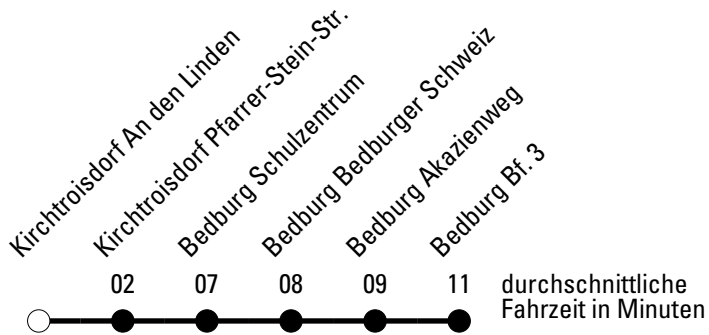 Kirchtroisdorf An den Linden
Kirchtroisdorf Pfarrer-Stein-Str.
Bedburg Schulzentrum
Bedburg Bedburger Schweiz
Bedburg Akazienweg
Bedburg Bf. 3
02 07 08 09 11
durchschnittliche
Fahrzeit in Minuten